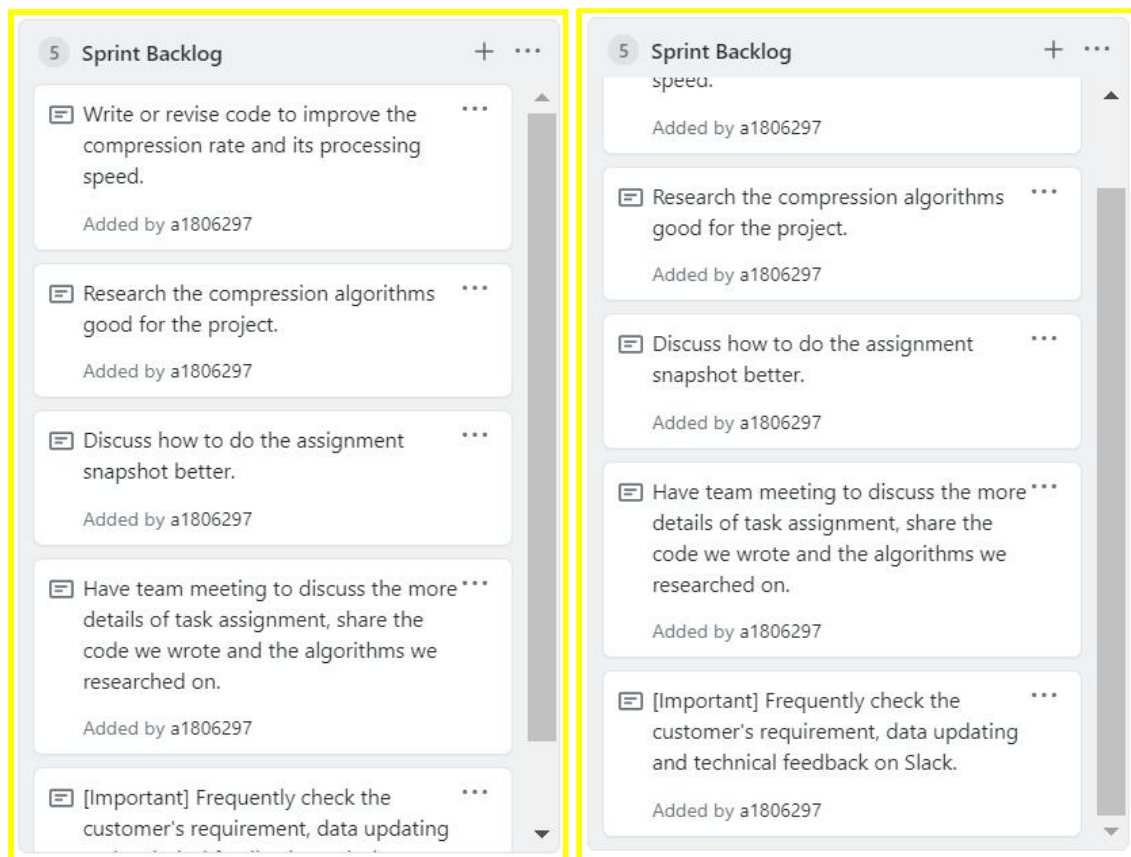 5 Sprint Backlog
Write or revise code to improve the
compression rate and its processing
speed.
Added by a1806297
Research the compression algorithms
good for the project.
Added by a1806297
Discuss how to do the assignment
snapshot better.
Added by a1806297
Have team meeting to discuss the more
details of task assignment, share the
code we wrote and the algorithms we
researched on.
Added by a1806297
[Important] Frequently check the
customer's requirement, data updating
5 Sprint Backlog
speed.
Added by a1806297
Research the compression algorithms
good for the project.
Added by a1806297
Discuss how to do the assignment
snapshot better.
Added by a1806297
Have team meeting to discuss the more
details of task assignment, share the
code we wrote and the algorithms we
researched on.
Added by a1806297
[Important] Frequently check the
customer's requirement, data updating
and technical feedback on Slack.
Added by a1806297